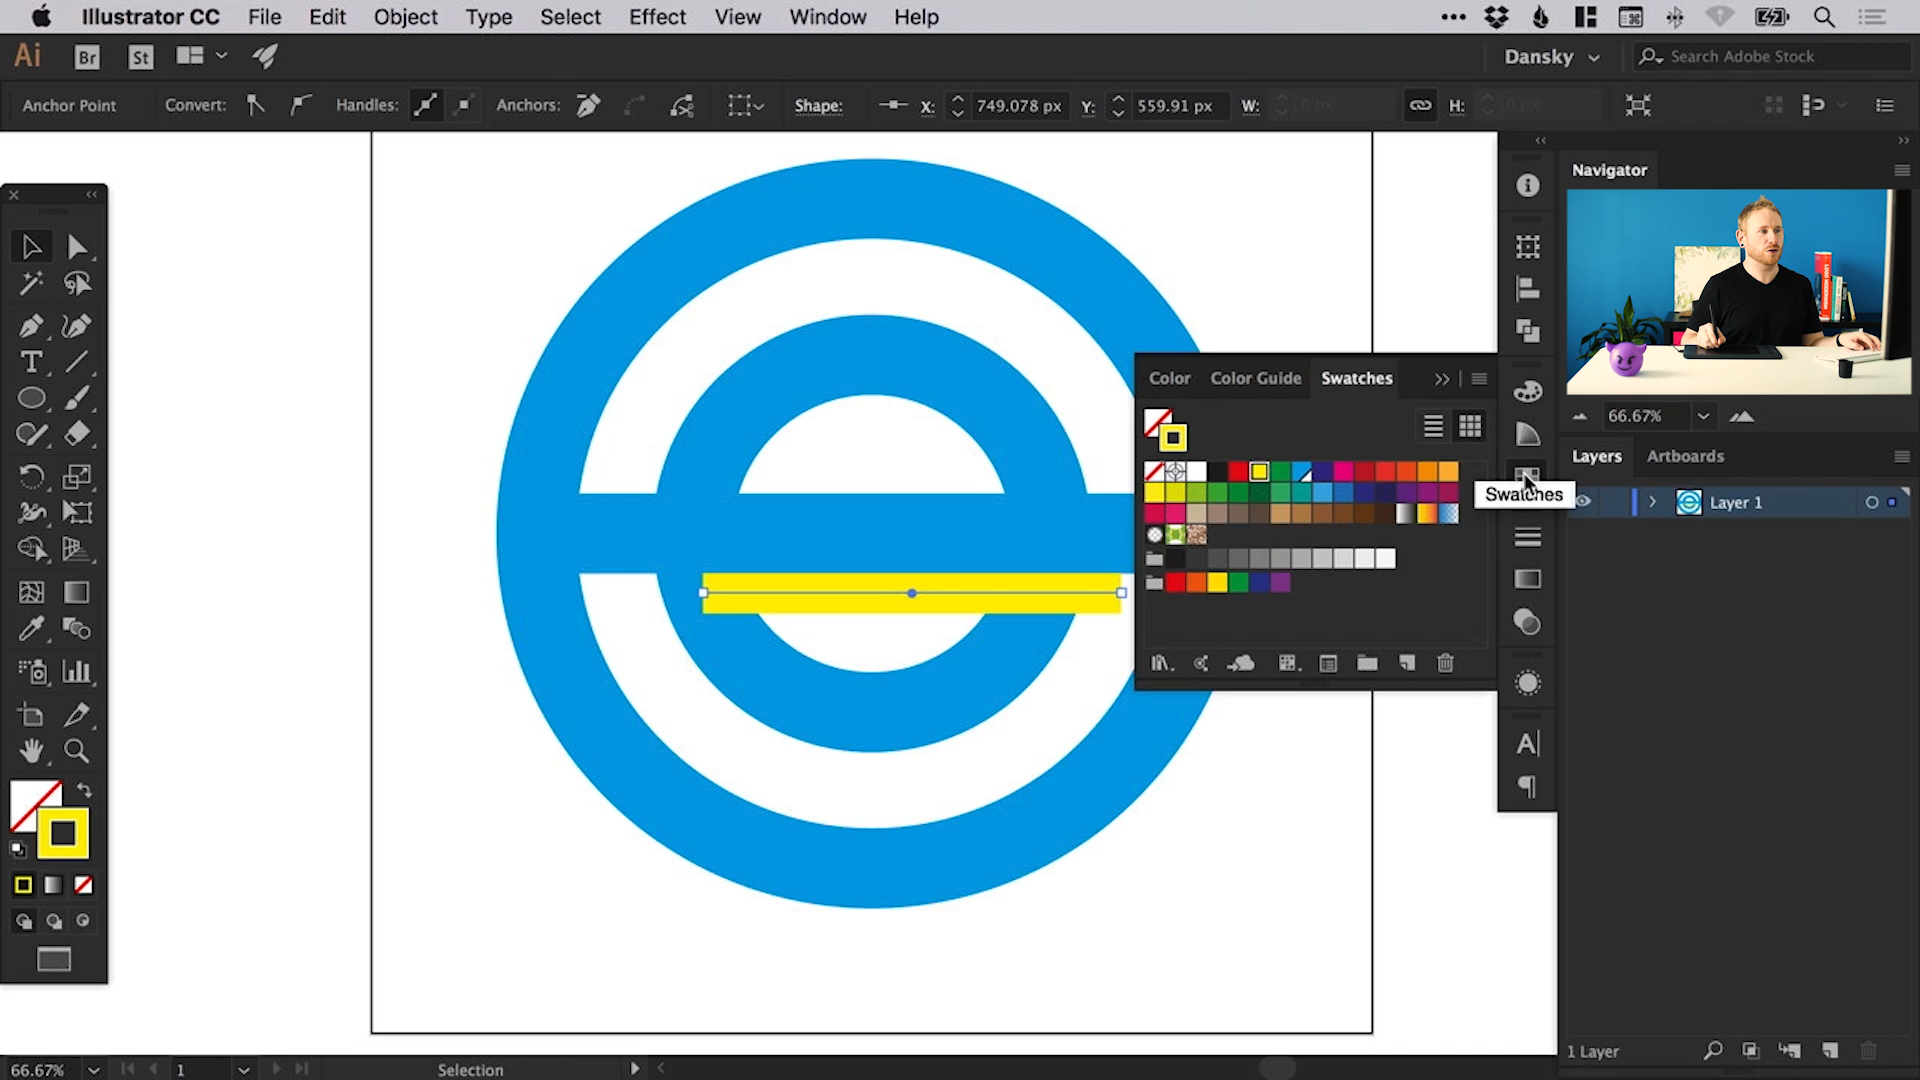 Illustrator CC File Edit Object Type Select Effect View Window Help
Ai Br St Dansky Search Adobe Stock
Anchor Point Convert: Handles: Anchors: Shape: X: 749.078 px Y: 559.91 px W: 0 px H: 0 px
Navigator
Color Color Guide Swatches
66.67%
Layers Artboards
Swatches
Layer 1
1 Layer
66.67% 1 Selection